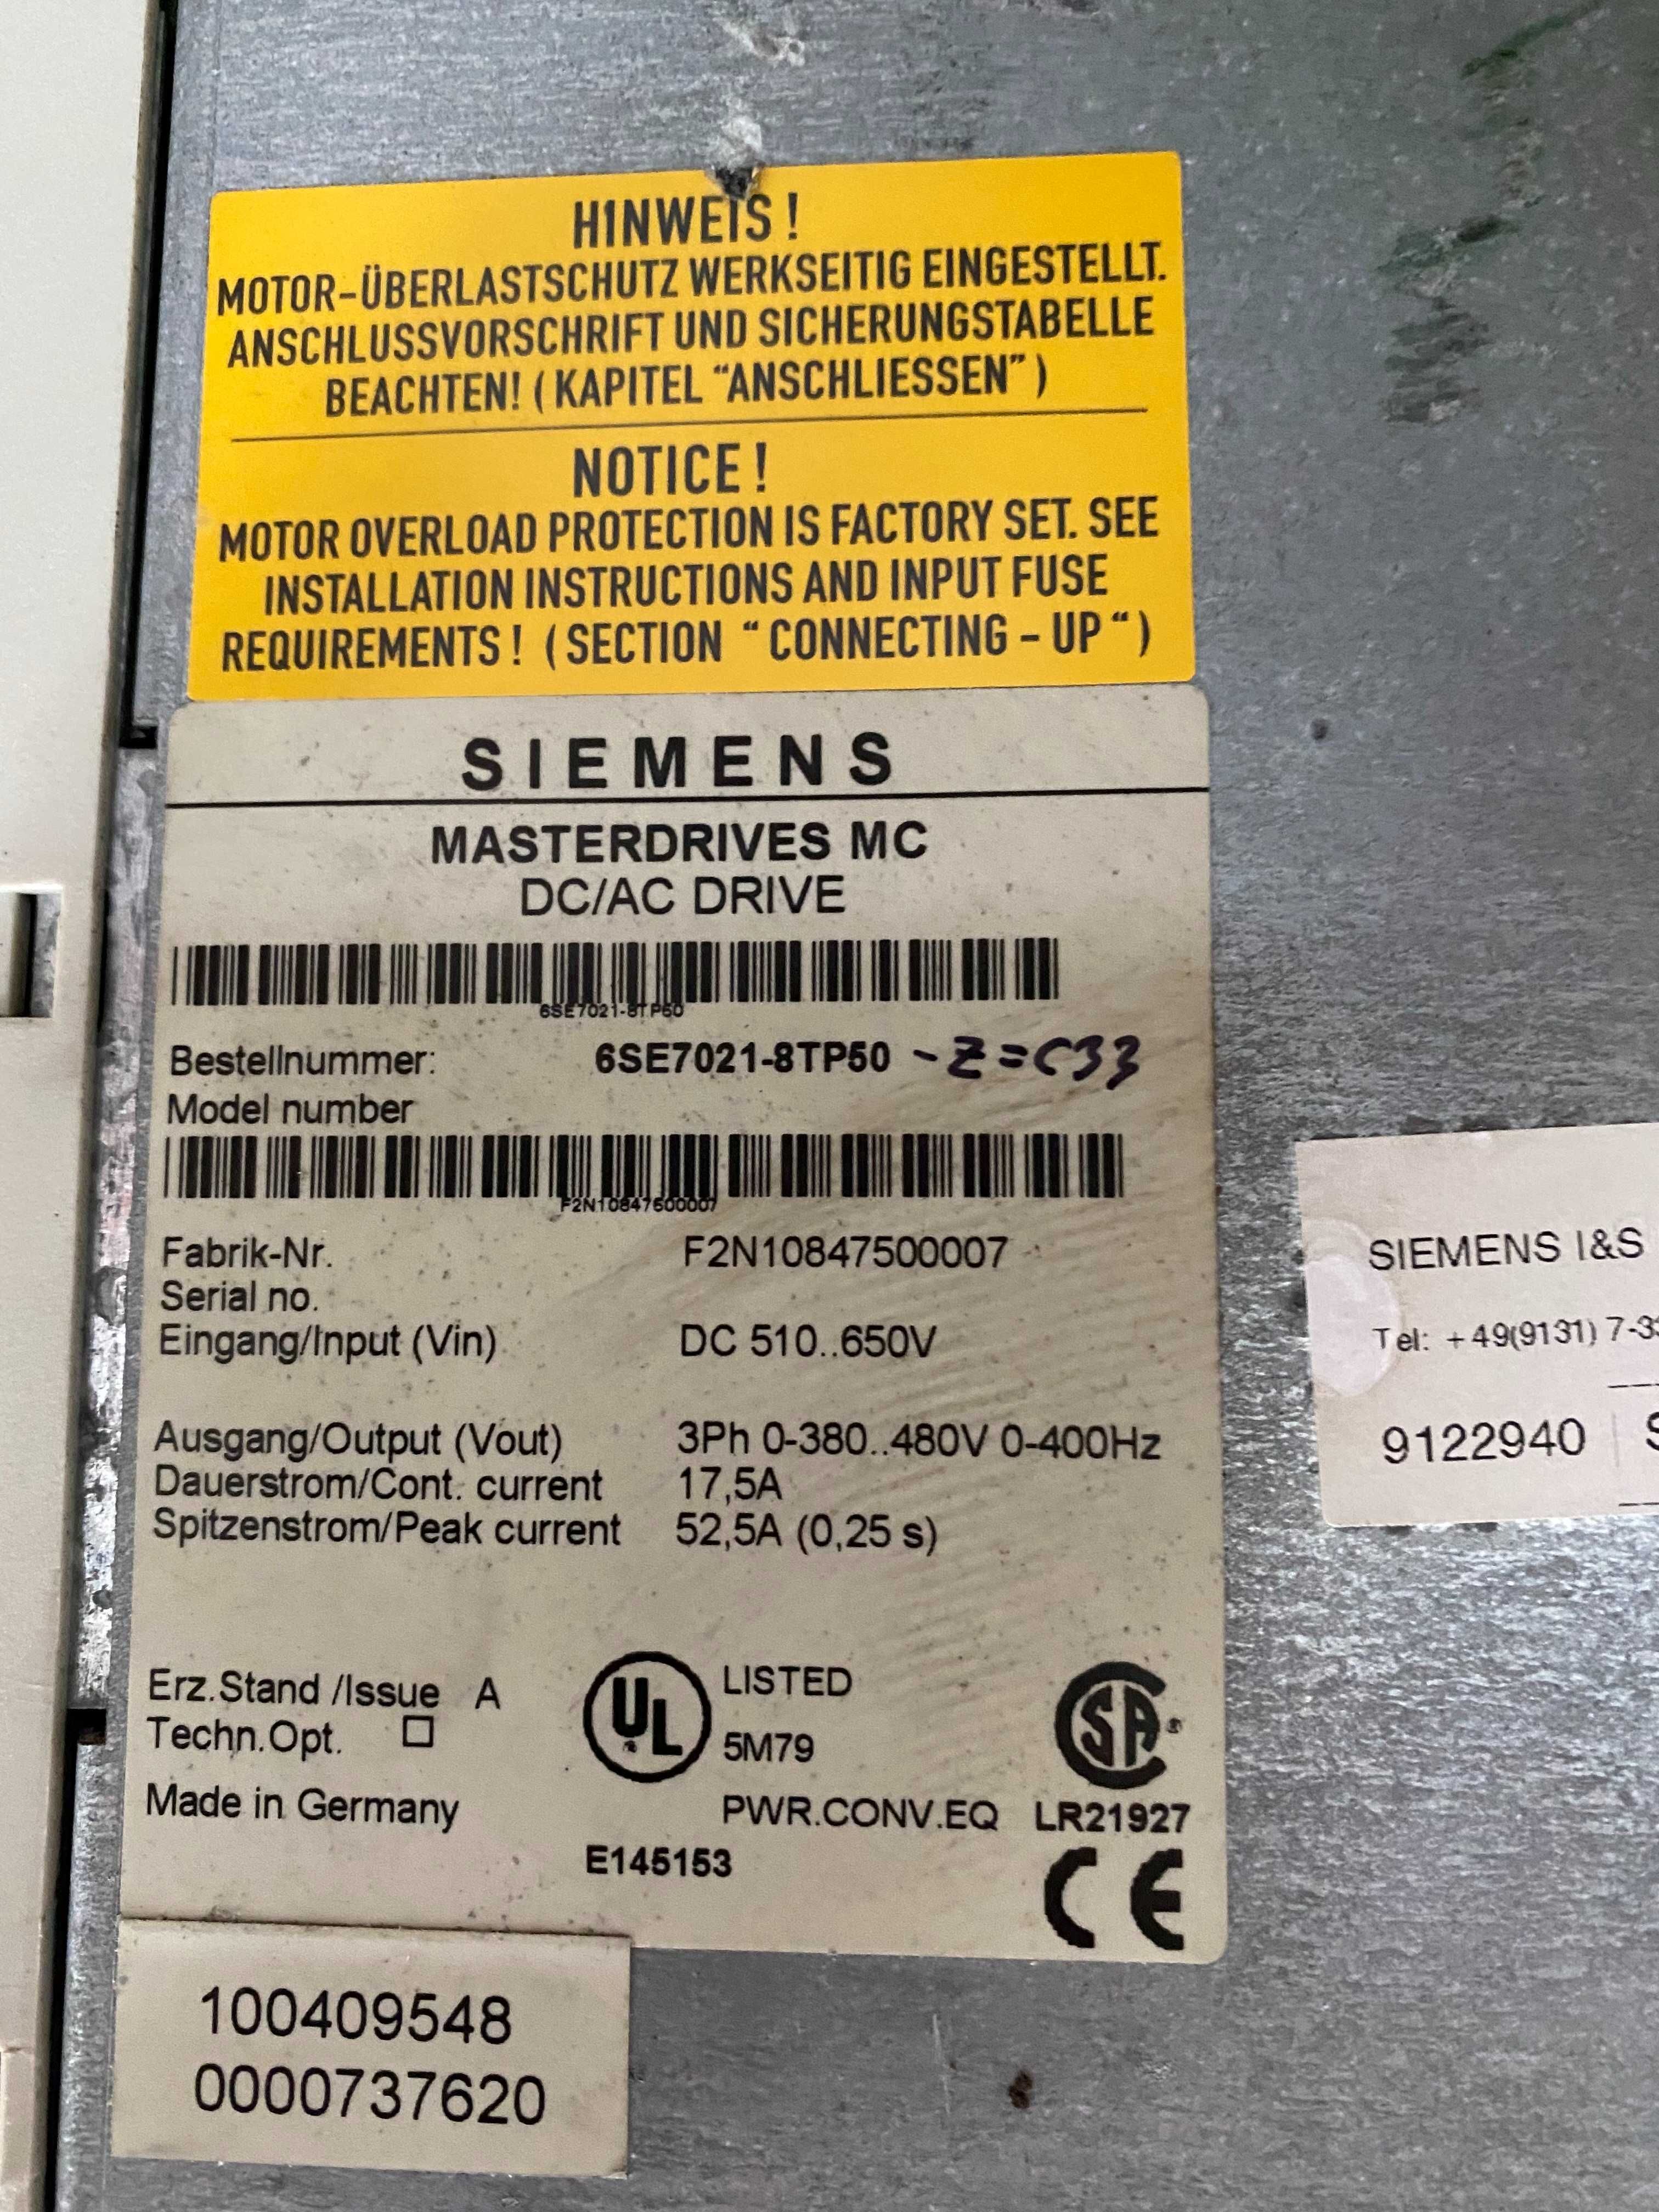 H1NWEIS !
MOTOR-ÜBERLASTSCHUTZ WERKSEITIG EINGESTELLT.
ANSCHLUSSVORSCHRIFT UND SICHERUNGSTABELLE
BEACHTEN! ( KAPITEL “ANSCHLIESSEN” )
NOTICE !
MOTOR OVERLOAD PROTECTION IS FACTORY SET. SEE
INSTALLATION INSTRUCTIONS AND INPUT FUSE
REQUIREMENTS ! ( SECTION “ CONNECTING - UP “ )
SIEMENS
MASTERDRIVES MC
DC/AC DRIVE
6SE7021-8TP50
Bestellnummer: 6SE7021-8TP50 -Z=C33
Model number
F2N10847500007
Fabrik-Nr. F2N10847500007
Serial no.
Eingang/Input (Vin) DC 510..650V
Ausgang/Output (Vout) 3Ph 0-380..480V 0-400Hz
Dauerstrom/Cont. current 17,5A
Spitzenstrom/Peak current 52,5A (0,25 s)
Erz.Stand /Issue A
Techn.Opt. □
Made in Germany
UL LISTED
5M79
PWR.CONV.EQ
E145153
SA
LR21927
CE
100409548
0000737620
SIEMENS I&S
Tel: +49(9131) 7-33
9122940